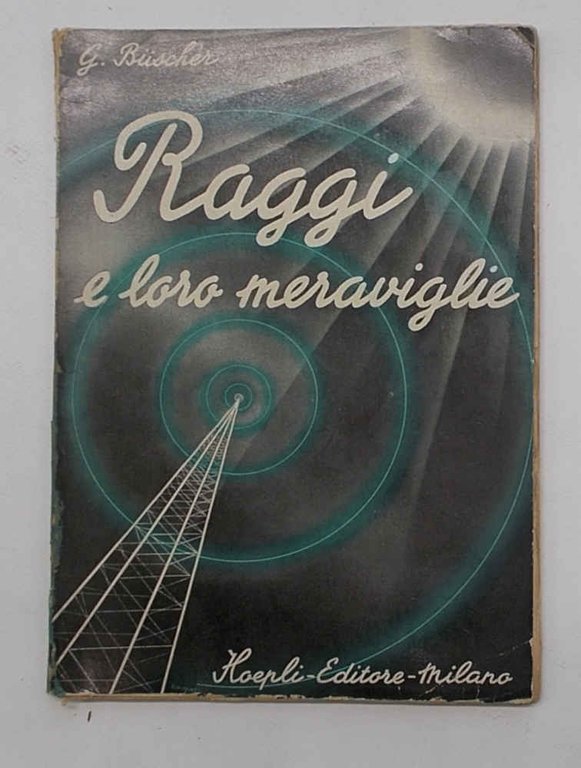 G. Büscher
Raggi
e loro meraviglie
Hoepli-Editore-Milano